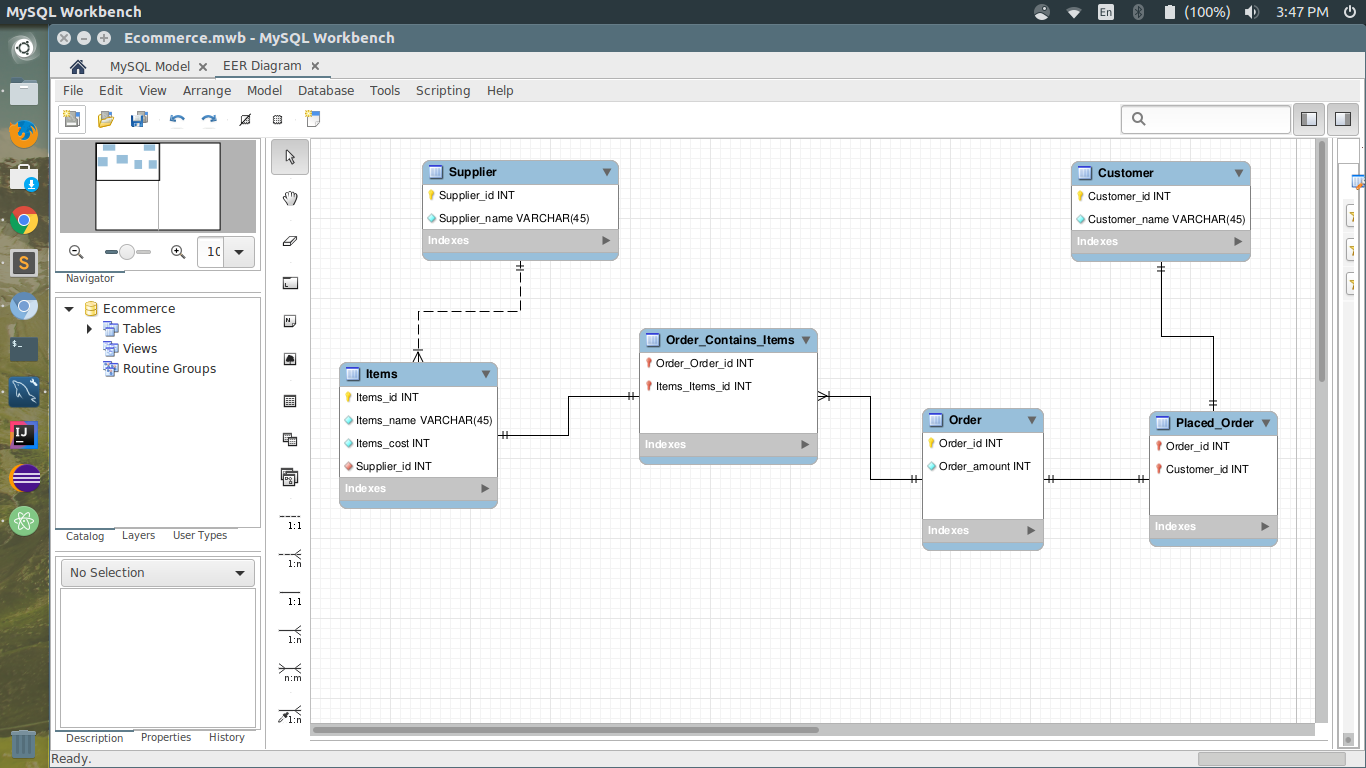 MySQL Workbench
En
(100%)
3:47 PM
Ecommerce.mwb - MySQL Workbench
MySQL Model
EER Diagram
File Edit View Arrange Model Database Tools Scripting Help
Navigator
Ecommerce
Tables
Views
Routine Groups
Catalog Layers User Types
No Selection
Description Properties History
Ready.
1:1
1:n
1:1
1:n
n:m
1:n
Supplier
Supplier_id INT
Supplier_name VARCHAR(45)
Indexes
Customer
Customer_id INT
Customer_name VARCHAR(45)
Indexes
Items
Items_id INT
Items_name VARCHAR(45)
Items_cost INT
Supplier_id INT
Indexes
Order_Contains_Items
Order_Order_id INT
Items_Items_id INT
Indexes
Order
Order_id INT
Order_amount INT
Indexes
Placed_Order
Order_id INT
Customer_id INT
Indexes